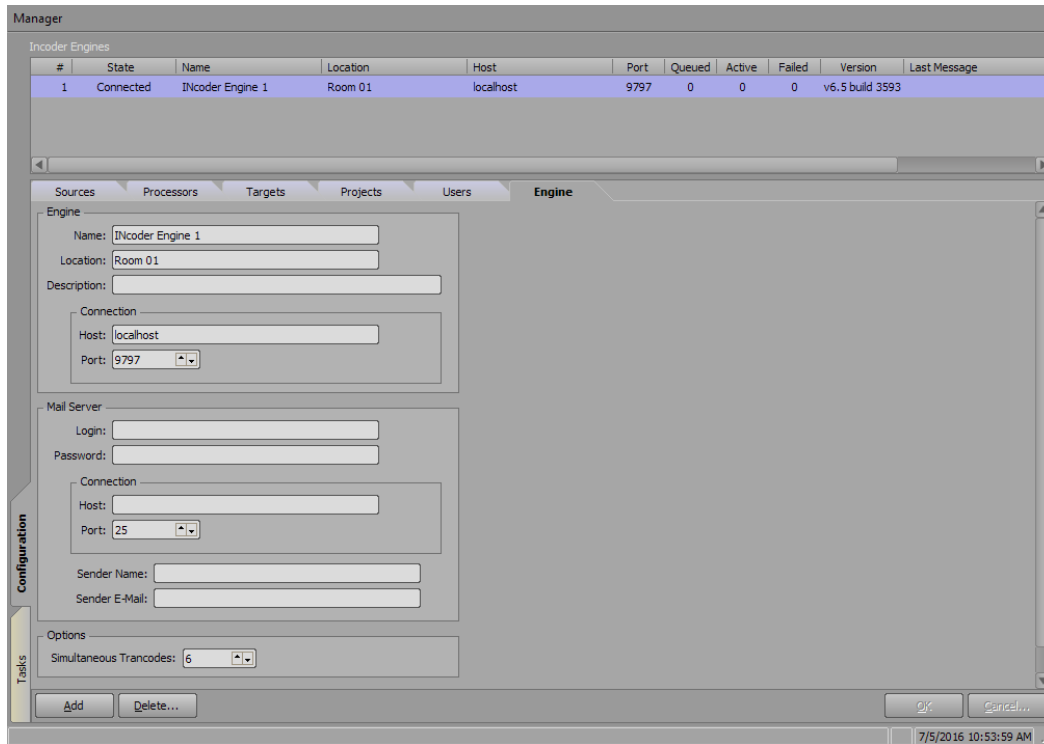 Manager
Incoder Engines
# State Name Location Host Port Queued Active Failed Version Last Message
1 Connected INcoder Engine 1 Room 01 localhost 9797 0 0 0 v6.5 build 3593
Sources Processors Targets Projects Users Engine
Engine
Name: INcoder Engine 1
Location: Room 01
Description:
Connection
Host: localhost
Port: 9797
Mail Server
Login:
Password:
Connection
Host:
Port: 25
Sender Name:
Sender E-Mail:
Options
Simultaneous Trancodes: 6
Configuration
Tasks
Add Delete... OK Cancel...
7/5/2016 10:53:59 AM